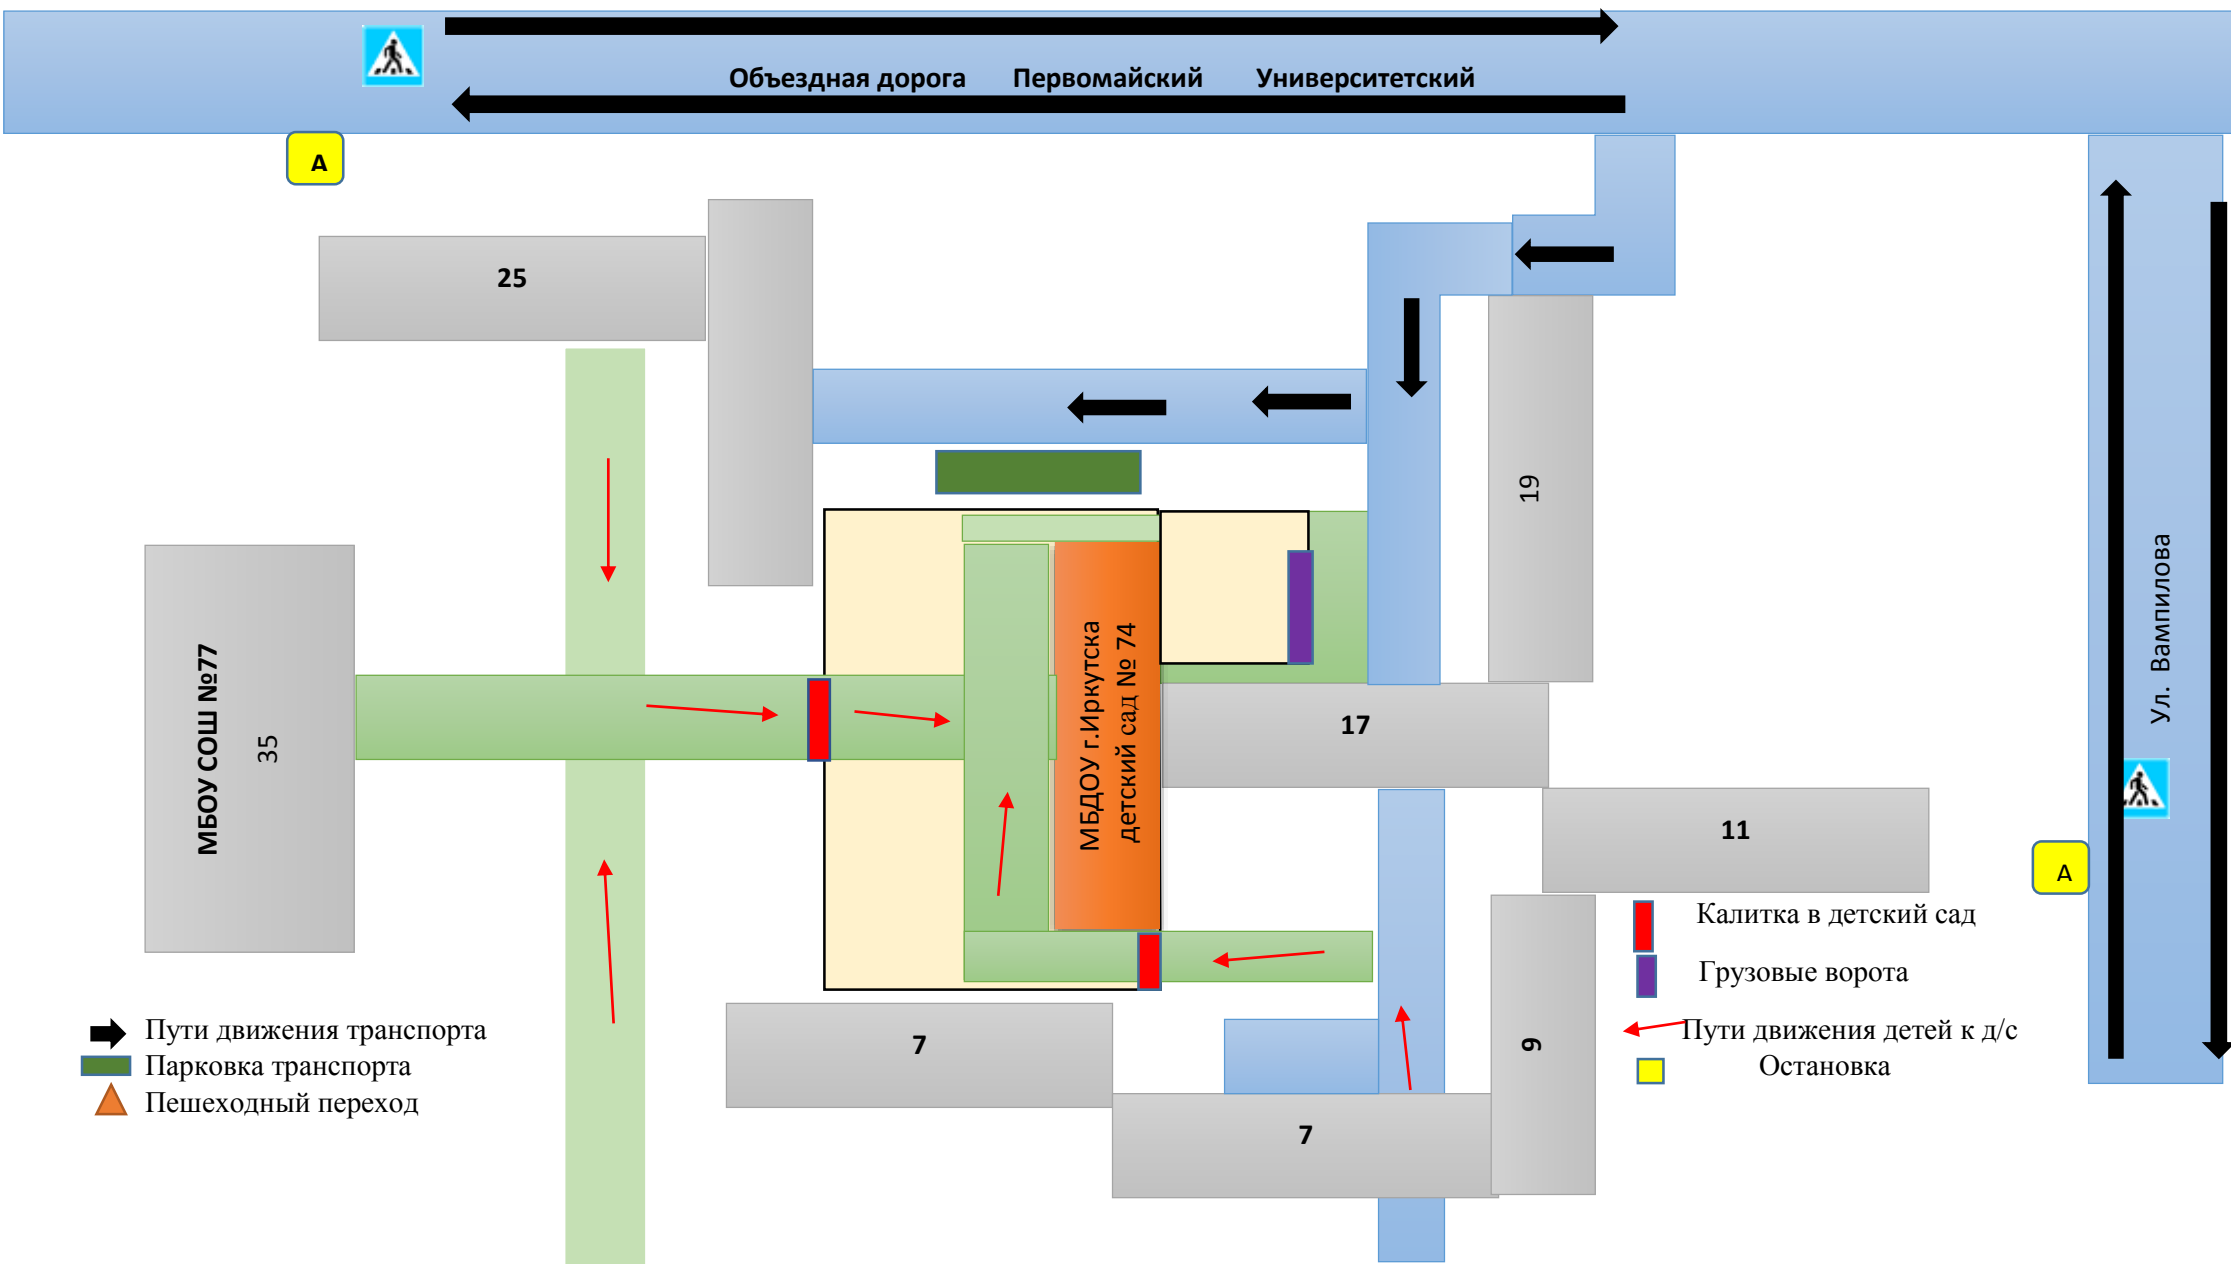 Объездная дорога Первомайский Университетский
А
25
19
МБОУ СОШ №77
35
МБДОУ г.Иркутска
детский сад № 74
17
Ул. Вампилова
11
А
Калитка в детский сад
Грузовые ворота
Пути движения детей к д/с
Остановка
7
9
7
Пути движения транспорта
Парковка транспорта
Пешеходный переход